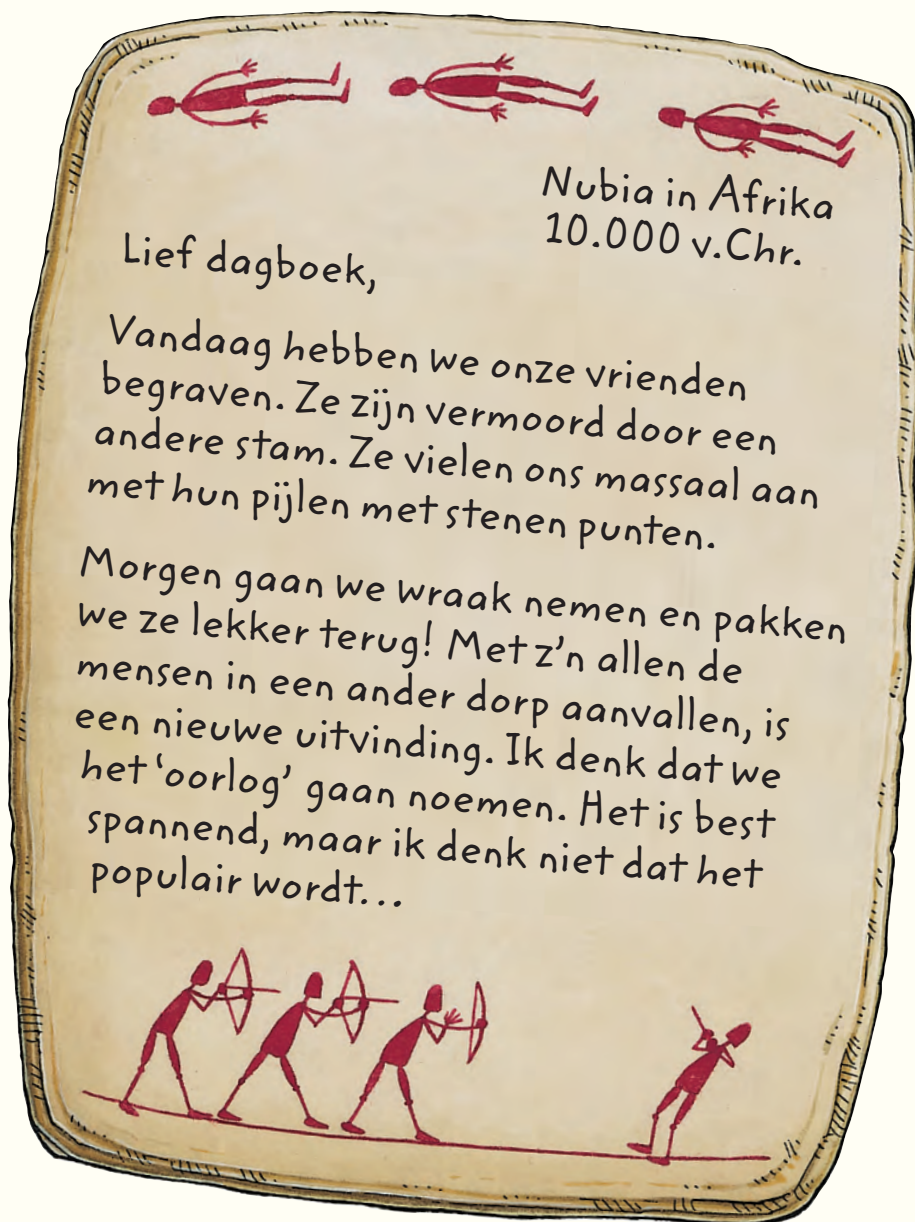 Nubia in Afrika
10.000 v.Chr.
Lief dagboek,
Vandaag hebben we onze vrienden
begraven. Ze zijn vermoord door een
andere stam. Ze vielen ons massaal aan
met hun pijlen met stenen punten.
Morgen gaan we wraak nemen en pakken
we ze lekker terug! Met z'n allen de
mensen in een ander dorp aanvallen, is
een nieuwe uitvinding. Ik denk dat we
het 'oorlog' gaan noemen. Het is best
spannend, maar ik denk niet dat het
populair wordt...